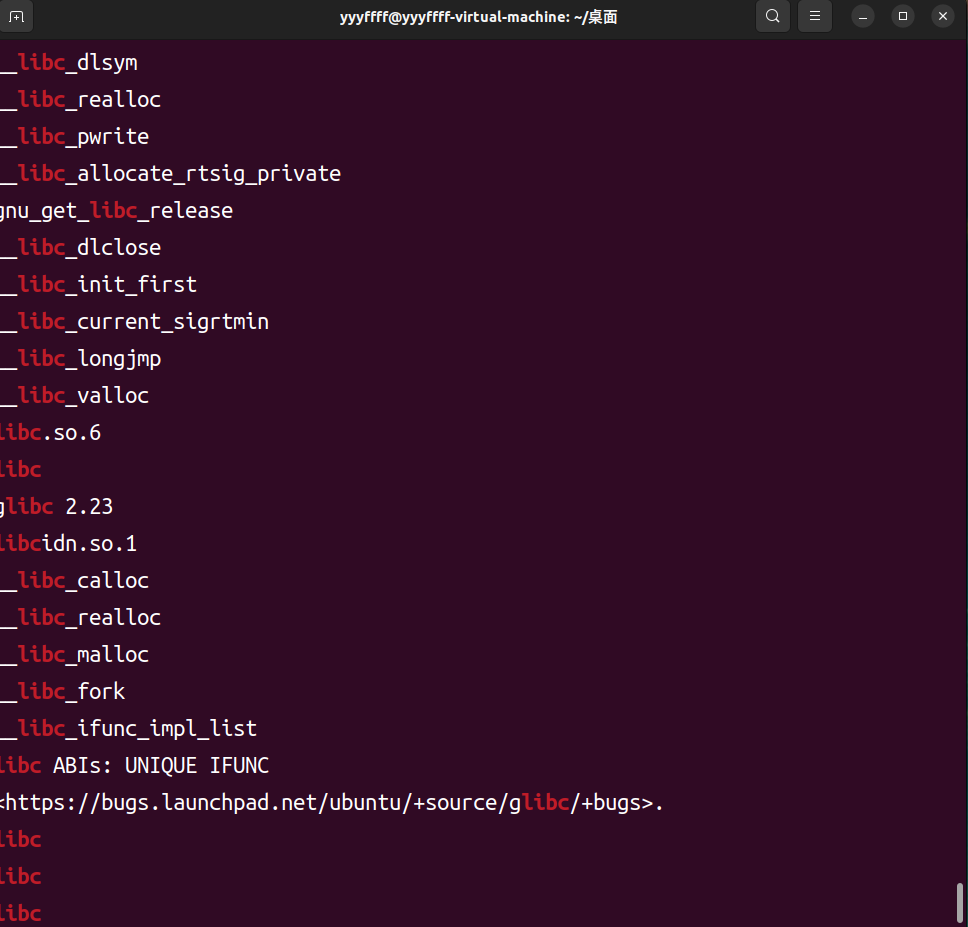 yyyffff@yyyffff-virtual-machine: ~/桌面
__libc_dlsym
__libc_realloc
__libc_pwrite
__libc_allocate_rtsig_private
gnu_get_libc_release
__libc_dlclose
__libc_init_first
__libc_current_sigrtmin
__libc_longjmp
__libc_valloc
libc.so.6
libc
glibc 2.23
libcidn.so.1
__libc_calloc
__libc_realloc
__libc_malloc
__libc_fork
__libc_ifunc_impl_list
libc ABIs: UNIQUE IFUNC
<https://bugs.launchpad.net/ubuntu/+source/glibc/+bugs>.
libc
libc
libc